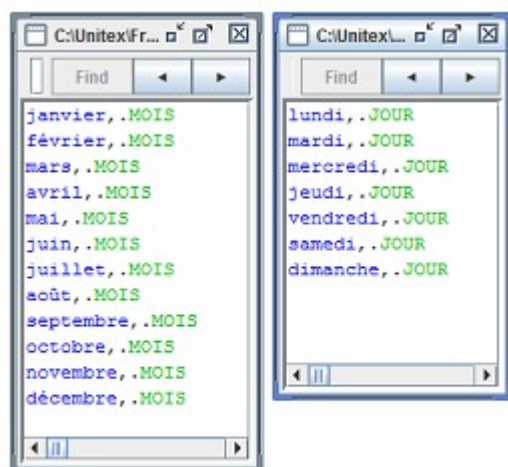 C:\Unitex\Fr...
Find
janvier,.MOIS
février,.MOIS
mars,.MOIS
avril,.MOIS
mai,.MOIS
juin,.MOIS
juillet,.MOIS
août,.MOIS
septembre,.MOIS
octobre,.MOIS
novembre,.MOIS
décembre,.MOIS
C:\Unitex\...
Find
lundi,.JOUR
mardi,.JOUR
mercredi,.JOUR
jeudi,.JOUR
vendredi,.JOUR
samedi,.JOUR
dimanche,.JOUR